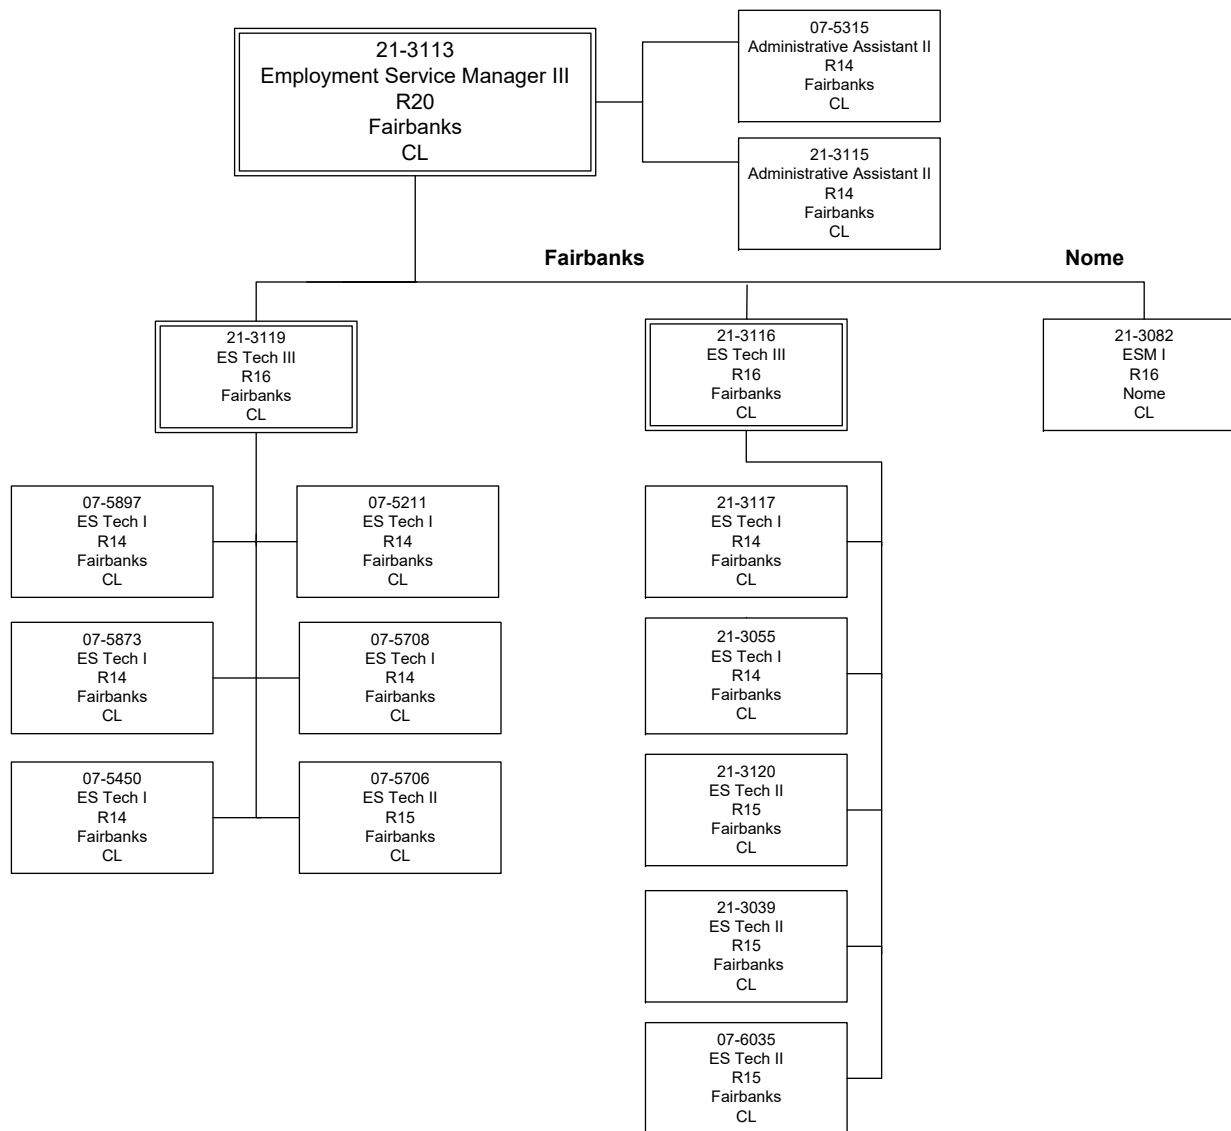 21-3113
Employment Service Manager III
R20
Fairbanks
CL
07-5315
Administrative Assistant II
R14
Fairbanks
CL
21-3115
Administrative Assistant II
R14
Fairbanks
CL
Fairbanks
Nome
21-3119
ES Tech III
R16
Fairbanks
CL
21-3116
ES Tech III
R16
Fairbanks
CL
21-3082
ESM I
R16
Nome
CL
07-5897
ES Tech I
R14
Fairbanks
CL
07-5211
ES Tech I
R14
Fairbanks
CL
07-5873
ES Tech I
R14
Fairbanks
CL
07-5708
ES Tech I
R14
Fairbanks
CL
07-5450
ES Tech I
R14
Fairbanks
CL
07-5706
ES Tech II
R15
Fairbanks
CL
21-3117
ES Tech I
R14
Fairbanks
CL
21-3055
ES Tech I
R14
Fairbanks
CL
21-3120
ES Tech II
R15
Fairbanks
CL
21-3039
ES Tech II
R15
Fairbanks
CL
07-6035
ES Tech II
R15
Fairbanks
CL